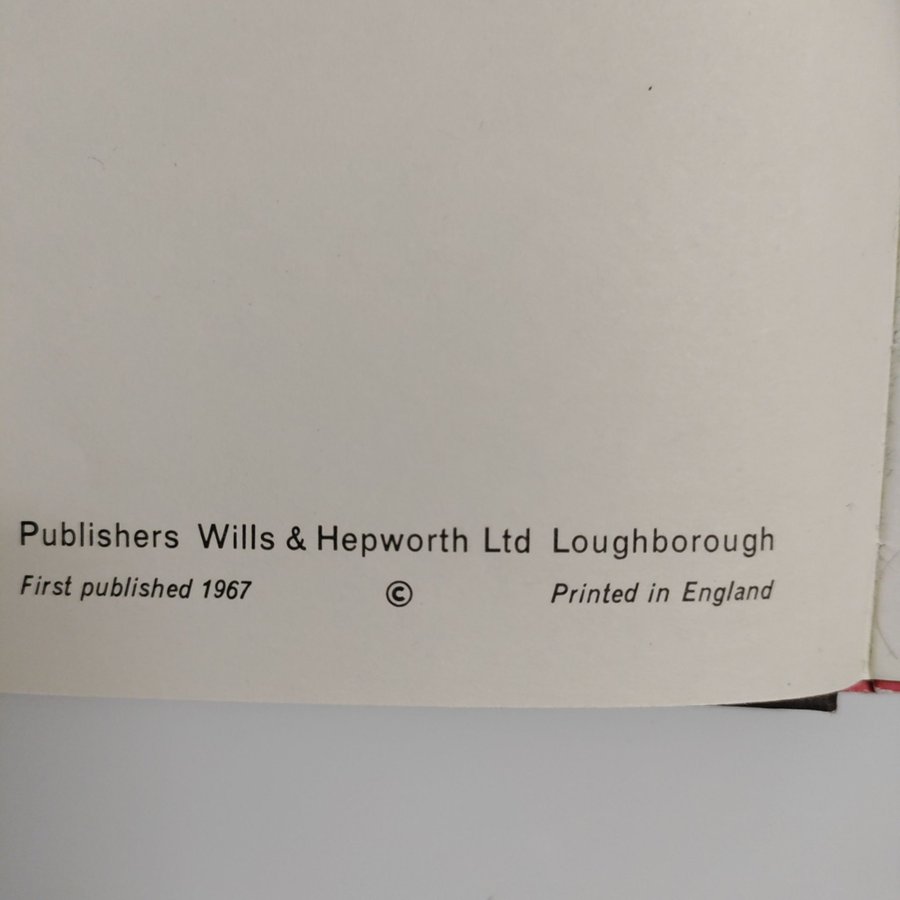 Publishers Wills & Hepworth Ltd Loughborough
First published 1967 © Printed in England